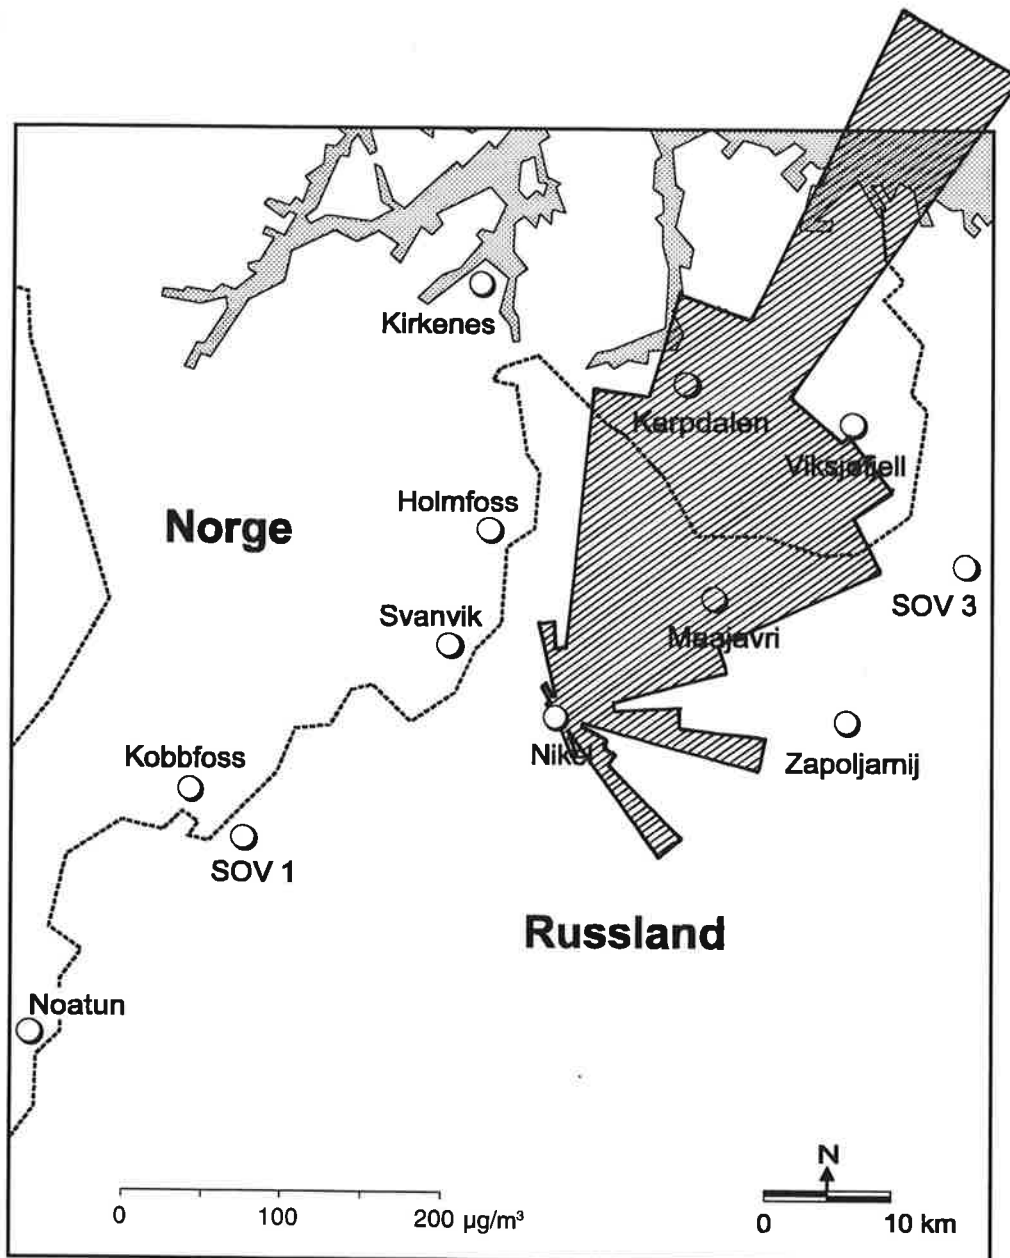 Kirkenes
Karpdalen
Viksjøfjell
Holmfoss
Norge
SOV 3
Svanvik
Maajavri
Nikel
Zapoljarnij
Kobbfoss
SOV 1
Russland
Noatun
N
0 100 200 µg/m³
0 10 km